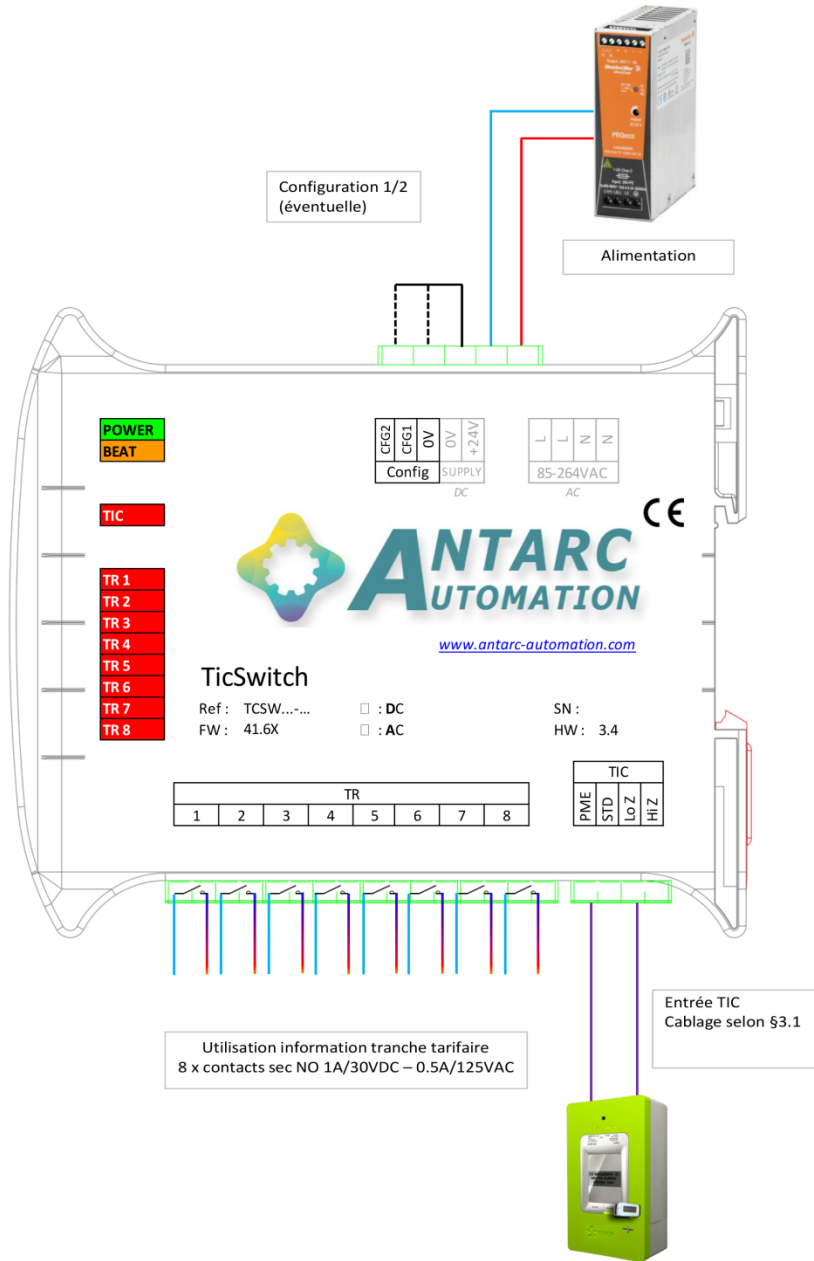 PROeco
Configuration 1/2
(éventuelle)
Alimentation
POWER
BEAT
TIC
TR 1
TR 2
TR 3
TR 4
TR 5
TR 6
TR 7
TR 8
CFG2 CFG1 0V 0V +24V
Config SUPPLY
DC
L L N N
85-264VAC
AC
CE
ANTARC
AUTOMATION
www.antarc-automation.com
TicSwitch
Ref : TCSW...-... □ : DC SN :
FW : 41.6X □ : AC HW : 3.4
TR
1 2 3 4 5 6 7 8
TIC
PME STD Lo Z Hi Z
Entrée TIC
Cablage selon §3.1
Utilisation information tranche tarifaire
8 x contacts sec NO 1A/30VDC – 0.5A/125VAC